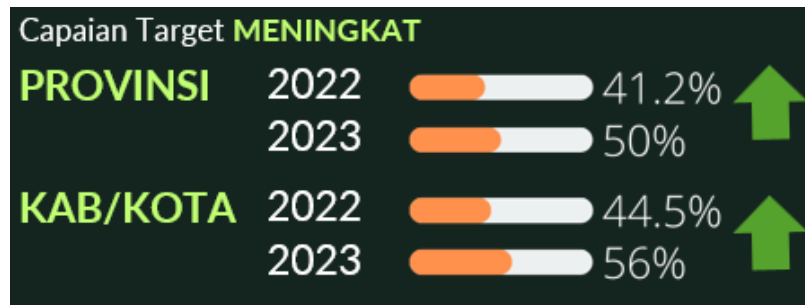 Capaian Target MENINGKAT
PROVINSI 2022 41.2%
2023 50%
KAB/KOTA 2022 44.5%
2023 56%